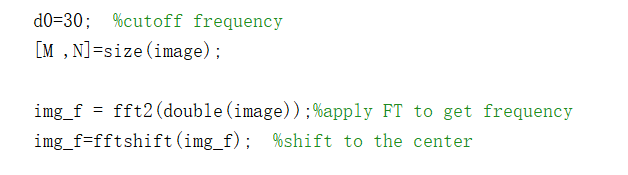 d0=30;  %cutoff frequency
[M ,N]=size(image);
img_f = fft2(double(image));%apply FT to get frequency
img_f=fftshift(img_f);  %shift to the center